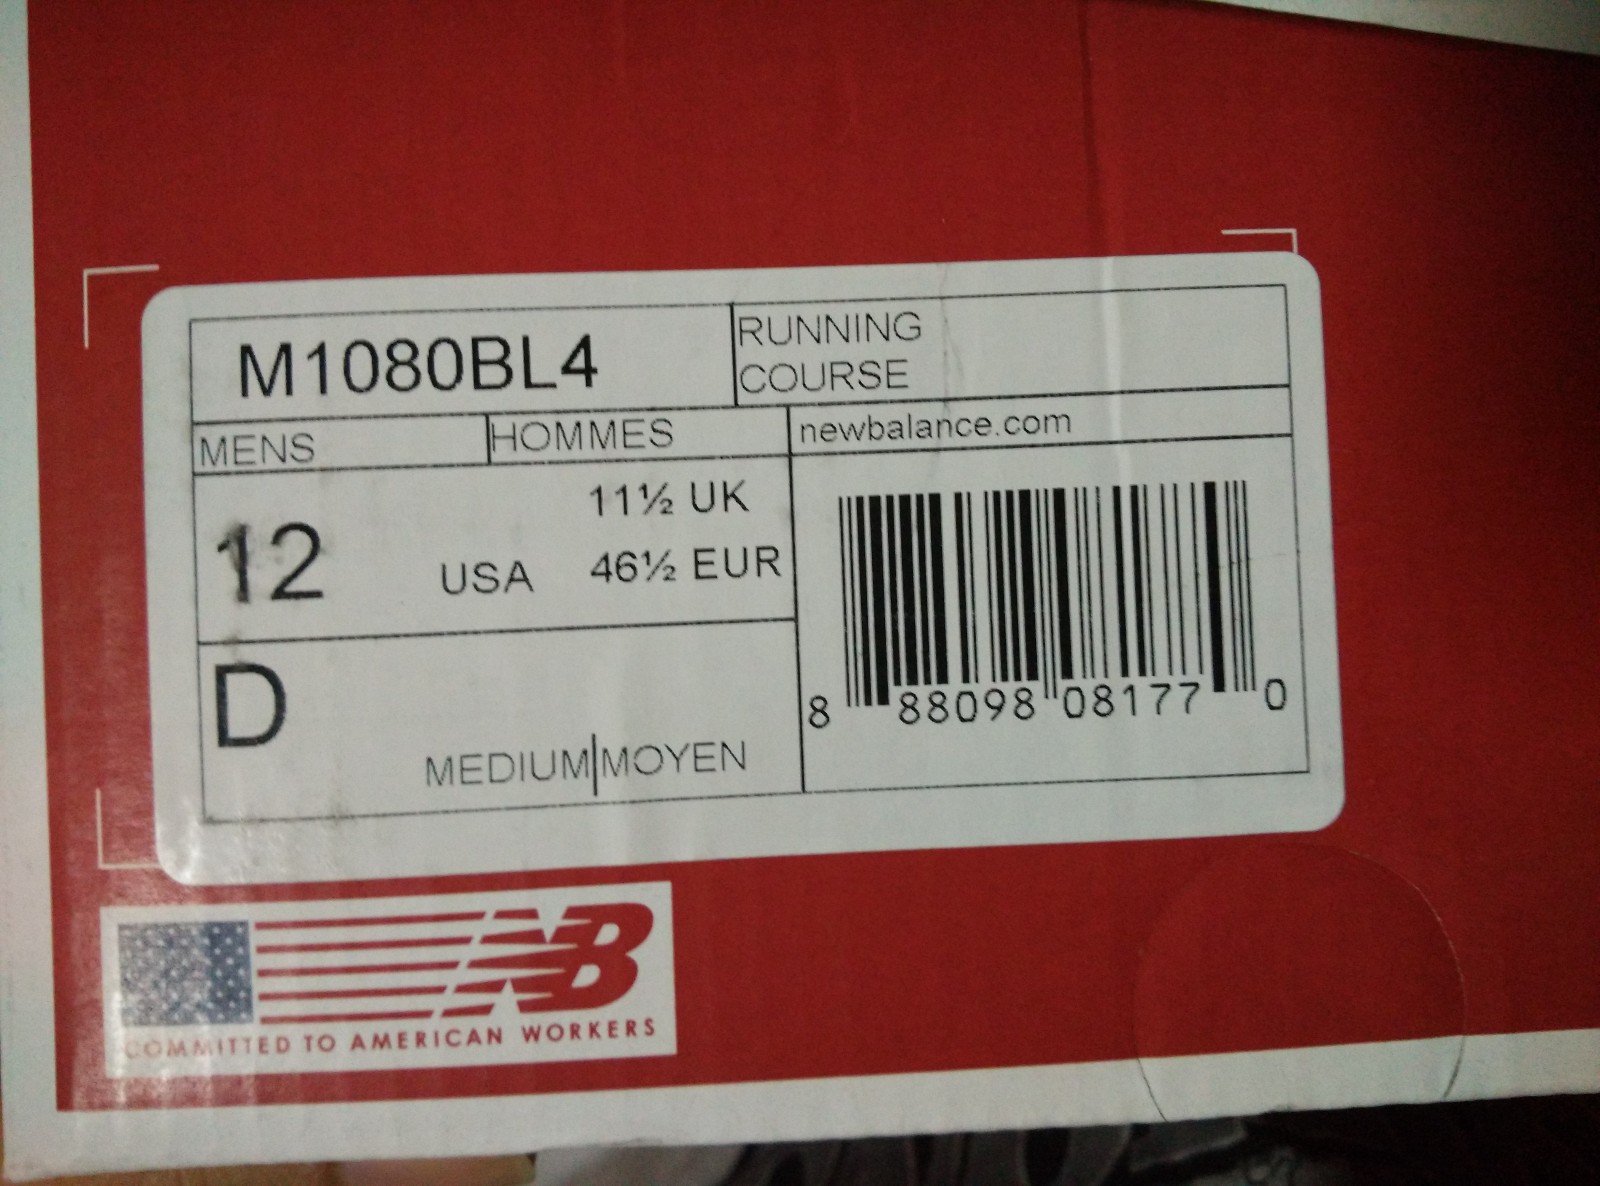 M1080BL4
RUNNING
COURSE
MENS
HOMMES
newbalance.com
12
USA
11½ UK
46½ EUR
D
MEDIUM|MOYEN
8 88098 08177 0
NB
COMMITTED TO AMERICAN WORKERS